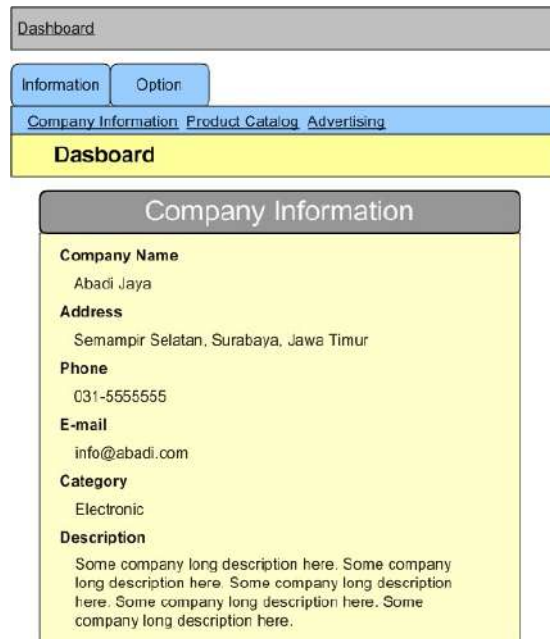 Dashboard
Information Option
Company Information Product Catalog Advertising
Dasboard
Company Information
Company Name
Abadi Jaya
Address
Semampir Selatan, Surabaya, Jawa Timur
Phone
031-5555555
E-mail
info@abadi.com
Category
Electronic
Description
Some company long description here. Some company
long description here. Some company long description
here. Some company long description here. Some
company long description here.